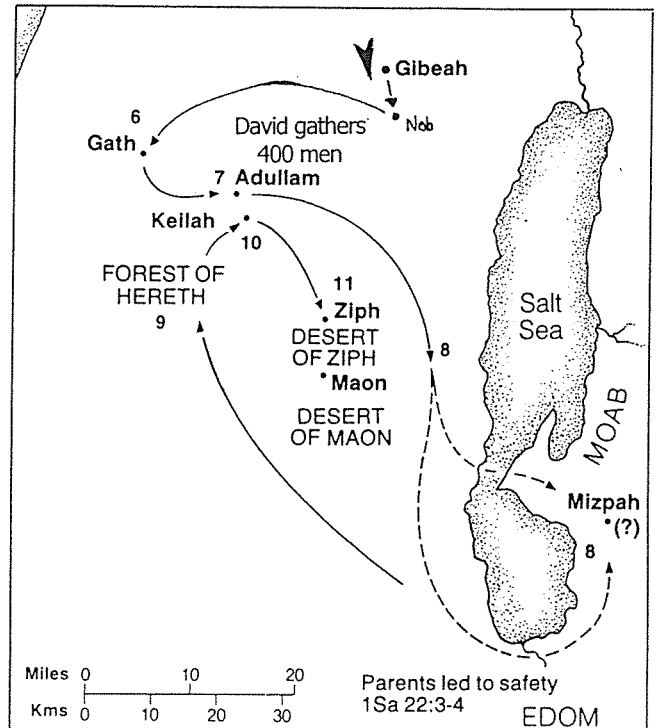 Gibeah
Nob
6
David gathers
400 men
Gath
7 Adullam
Keilah
10
FOREST OF
HERETH
9
11
Ziph
DESERT
OF ZIPH
Maon
DESERT
OF MAON
8
Salt
Sea
MOAB
Mizpah
(?)
8
Miles 0 10 20
Kms 0 10 20 30
Parents led to safety
1Sa 22:3-4
EDOM